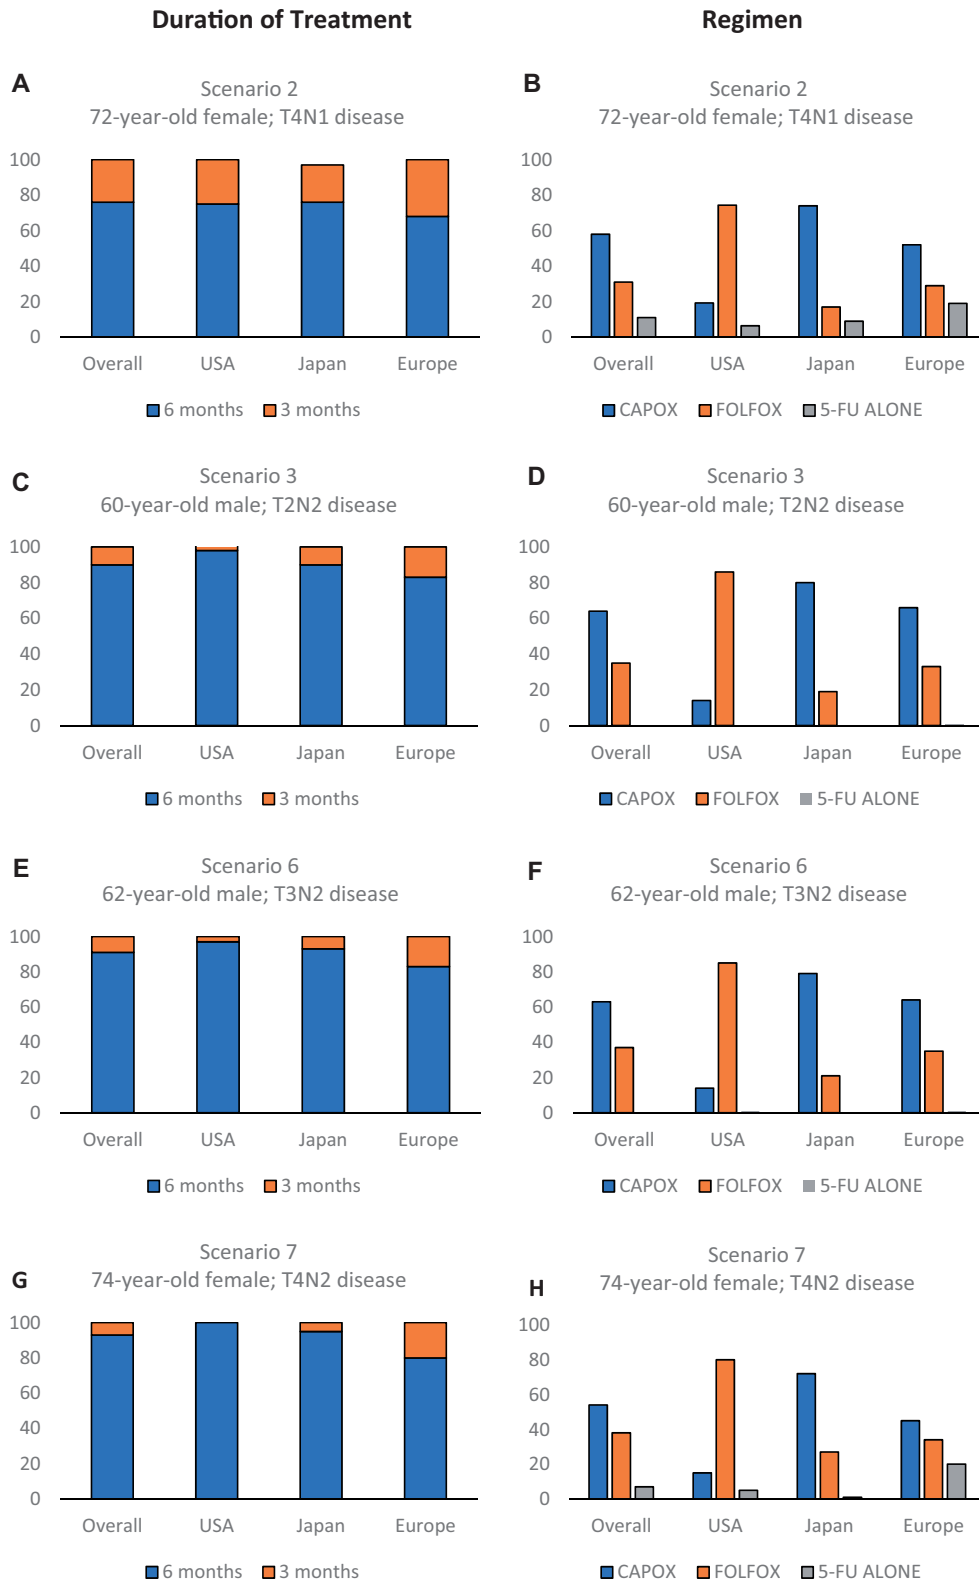 Duration of Treatment
Regimen
A
Scenario 2
72-year-old female; T4N1 disease
100
80
60
40
20
0
Overall USA Japan Europe
6 months 3 months
B
Scenario 2
72-year-old female; T4N1 disease
100
80
60
40
20
0
Overall USA Japan Europe
CAPOX FOLFOX 5-FU ALONE
C
Scenario 3
60-year-old male; T2N2 disease
100
80
60
40
20
0
Overall USA Japan Europe
6 months 3 months
D
Scenario 3
60-year-old male; T2N2 disease
100
80
60
40
20
0
Overall USA Japan Europe
CAPOX FOLFOX 5-FU ALONE
E
Scenario 6
62-year-old male; T3N2 disease
100
80
60
40
20
0
Overall USA Japan Europe
6 months 3 months
F
Scenario 6
62-year-old male; T3N2 disease
100
80
60
40
20
0
Overall USA Japan Europe
CAPOX FOLFOX 5-FU ALONE
G
Scenario 7
74-year-old female; T4N2 disease
100
80
60
40
20
0
Overall USA Japan Europe
6 months 3 months
H
Scenario 7
74-year-old female; T4N2 disease
100
80
60
40
20
0
Overall USA Japan Europe
CAPOX FOLFOX 5-FU ALONE